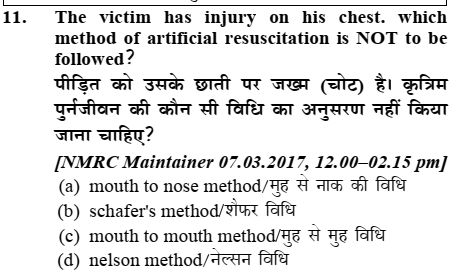 11. The victim has injury on his chest. which
method of artificial resuscitation is NOT to be
followed?
पीड़ित को उसके छाती पर जख्म (चोट) है। कृत्रिम
पुर्नजीवन की कौन सी विधि का अनुसरण नहीं किया
जाना चाहिए?
[NMRC Maintainer 07.03.2017, 12.00–02.15 pm]
(a) mouth to nose method/मुह से नाक की विधि
(b) schafer's method/शैफर विधि
(c) mouth to mouth method/मुह से मुह विधि
(d) nelson method/नेल्सन विधि